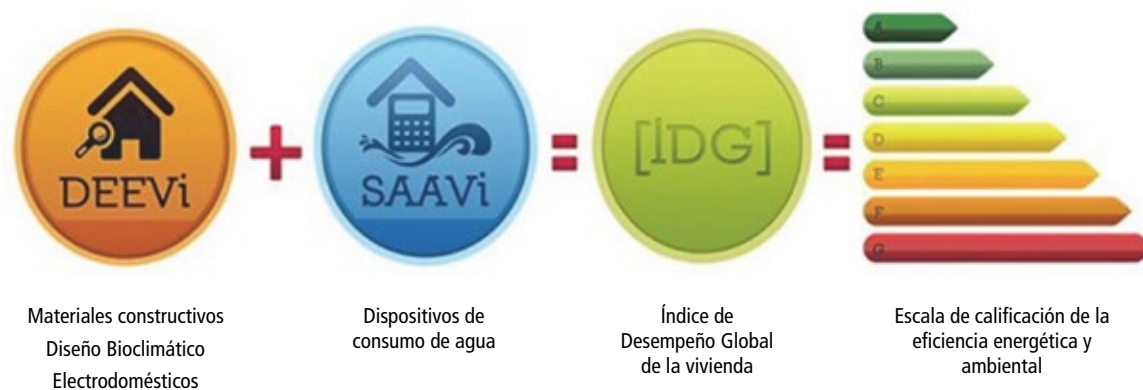 DEEVi
SAAVi
[IDG]
A
B
C
D
E
F
G
Materiales constructivos
Diseño Bioclimático
Electrodomésticos
Dispositivos de
consumo de agua
Índice de
Desempeño Global
de la vivienda
Escala de calificación de la
eficiencia energética y
ambiental